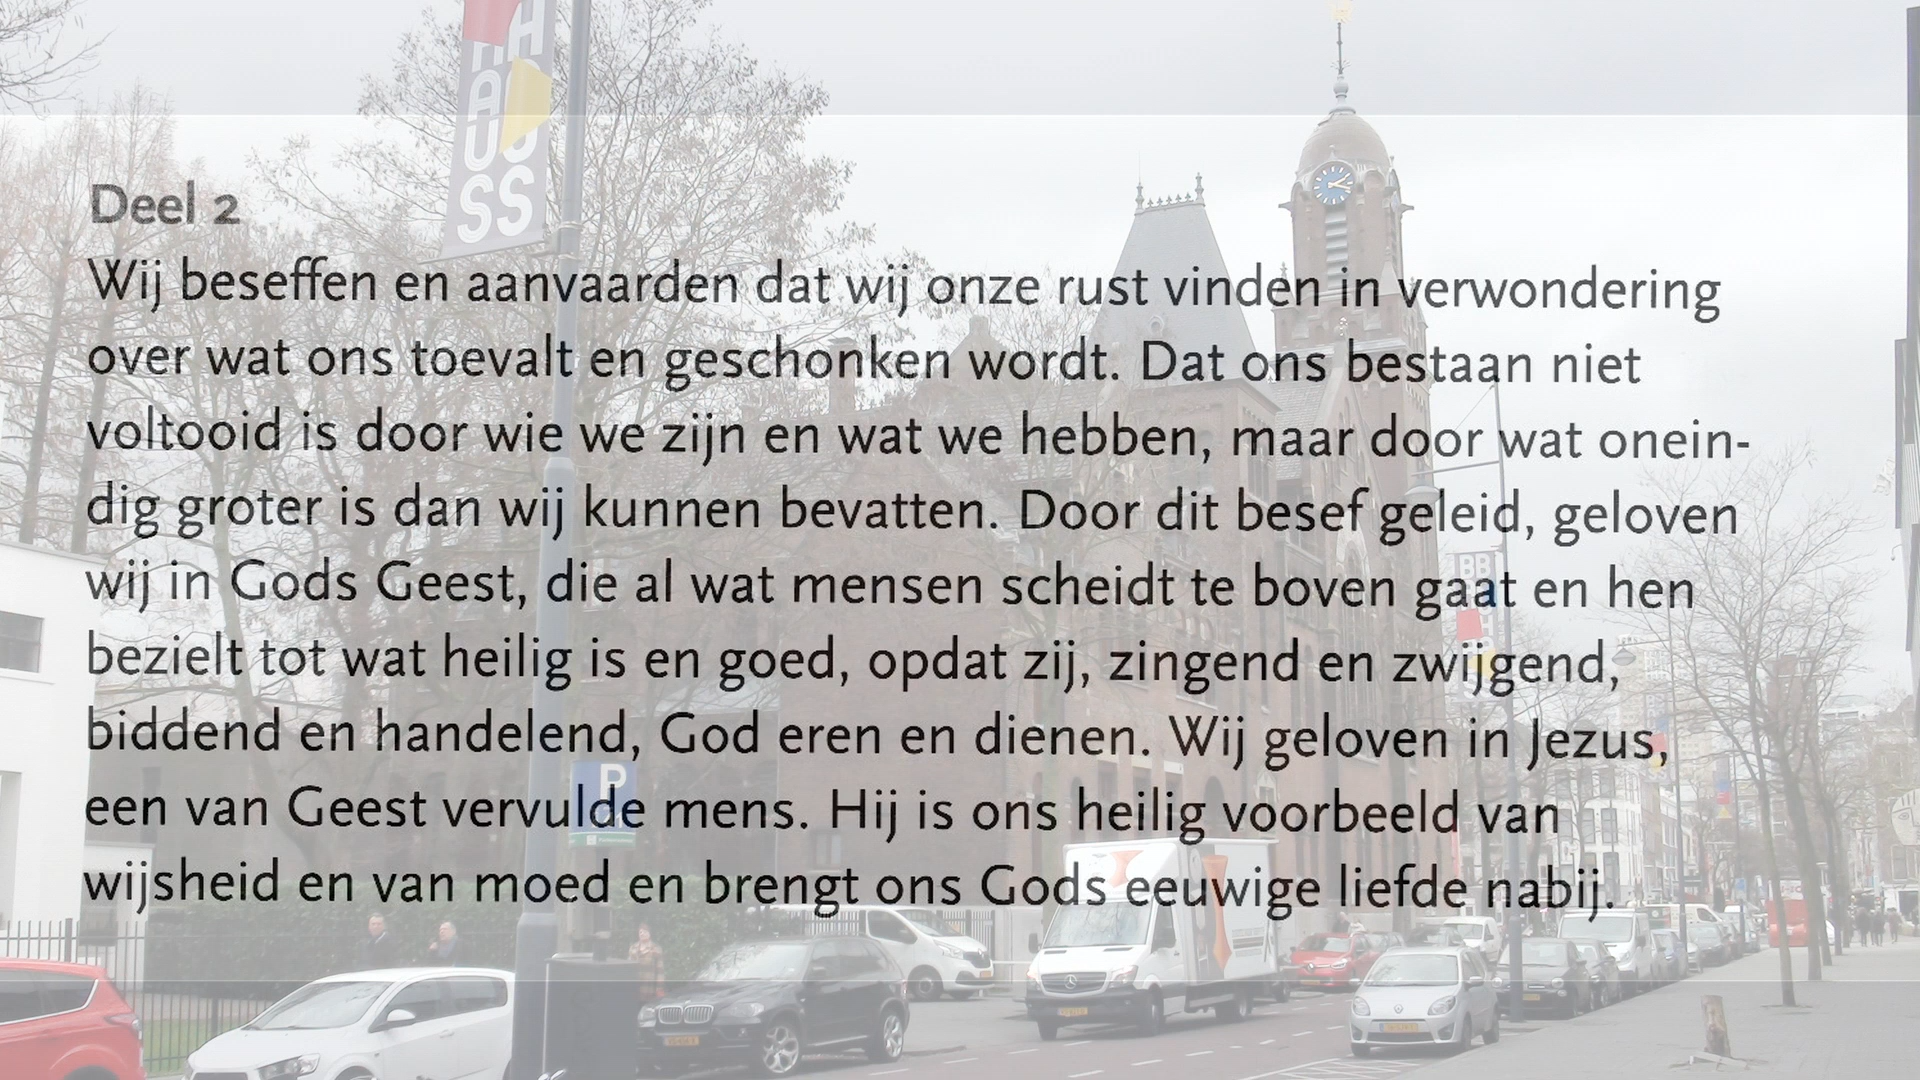 HAUSS
Deel 2
Wij beseffen en aanvaarden dat wij onze rust vinden in verwondering
over wat ons toevalt en geschonken wordt. Dat ons bestaan niet
voltooid is door wie we zijn en wat we hebben, maar door wat onein-
dig groter is dan wij kunnen bevatten. Door dit besef geleid, geloven
wij in Gods Geest, die al wat mensen scheidt te boven gaat en hen
bezielt tot wat heilig is en goed, opdat zij, zingend en zwijgend,
biddend en handelend, God eren en dienen. Wij geloven in Jezus,
een van Geest vervulde mens. Hij is ons heilig voorbeeld van
wijsheid en van moed en brengt ons Gods eeuwige liefde nabij.
P